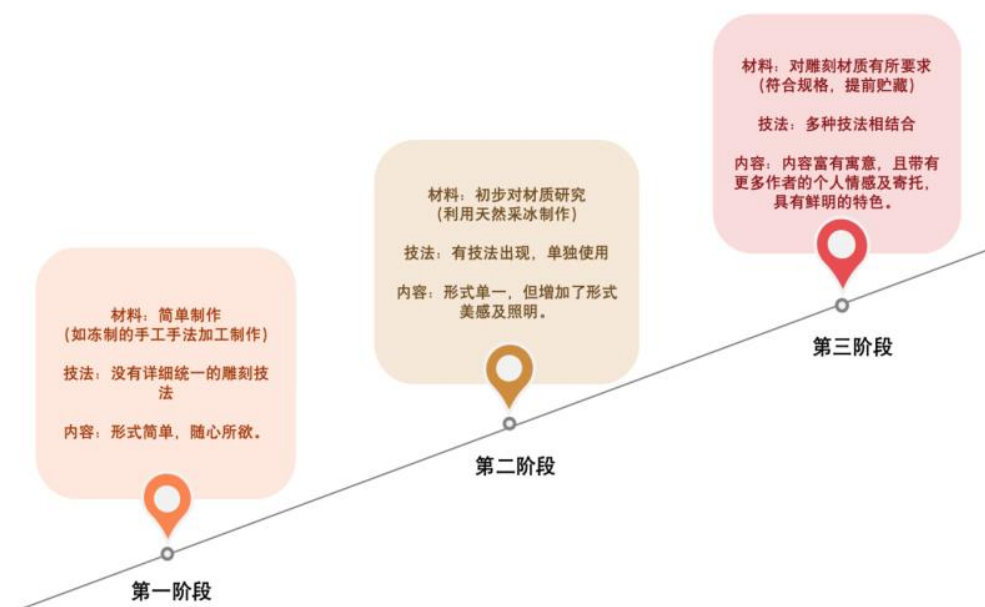 材料：简单制作
(如冻制的手工手法加工制作)
技法：没有详细统一的雕刻技
法
内容：形式简单，随心所欲。
第一阶段
材料：初步对材质研究
(利用天然采冰制作)
技法：有技法出现，单独使用
内容：形式单一，但增加了形式
美感及照明。
第二阶段
材料：对雕刻材质有所要求
(符合规格，提前贮藏)
技法：多种技法相结合
内容：内容富有寓意，且带有
更多作者的个人情感及寄托，
具有鲜明的特色。
第三阶段